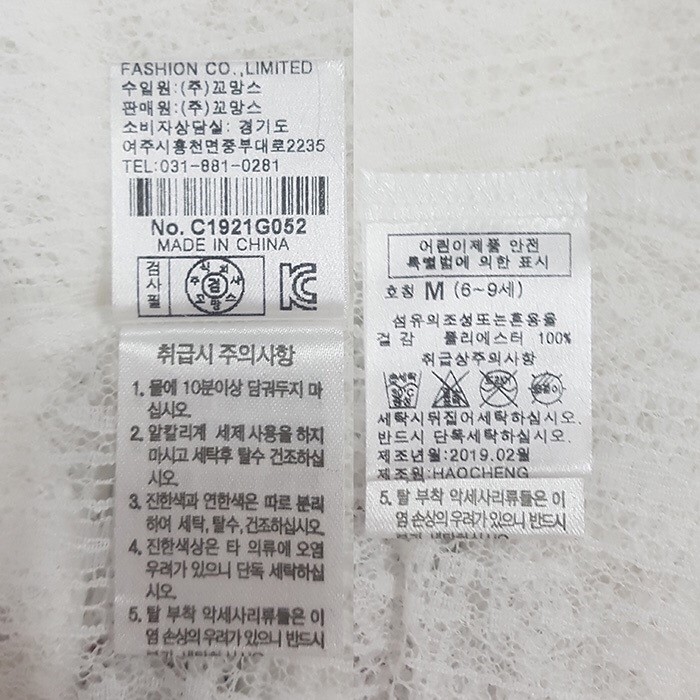 FASHION CO.,LIMITED
수입원:(주)꼬망스
판매원:(주)꼬망스
소비자상담실: 경기도
여주시흥천면중부대로2235
TEL:031-881-0281
No. C1921G052
MADE IN CHINA
검사필
주식회사
검
꼬망스
KC
취급시 주의사항
1. 물에 10분이상 담궈두지 마
십시오.
2. 알칼리계 세제 사용을 하지
마시고 세탁후 탈수 건조하십
시오.
3. 진한색과 연한색은 따로 분리
하여 세탁, 탈수, 건조하십시오.
4. 진한색상은 타 의류에 오염
우려가 있으니 단독 세탁하십
시오.
5. 탈 부착 악세사리류들은 이
염 손상의 우려가 있으니 반드시
어린이제품 안전
특별법에 의한 표시
호칭 M (6~9세)
섬유의조성또는혼용율
겉 감 폴리에스터 100%
취급상주의사항
세탁시뒤집어세탁하십시오.
반드시 단독세탁하십시오.
제조년월:2019.02월
제조원:HAOCHENG
5. 탈 부착 악세사리류들은 이
염 손상의 우려가 있으니 반드시